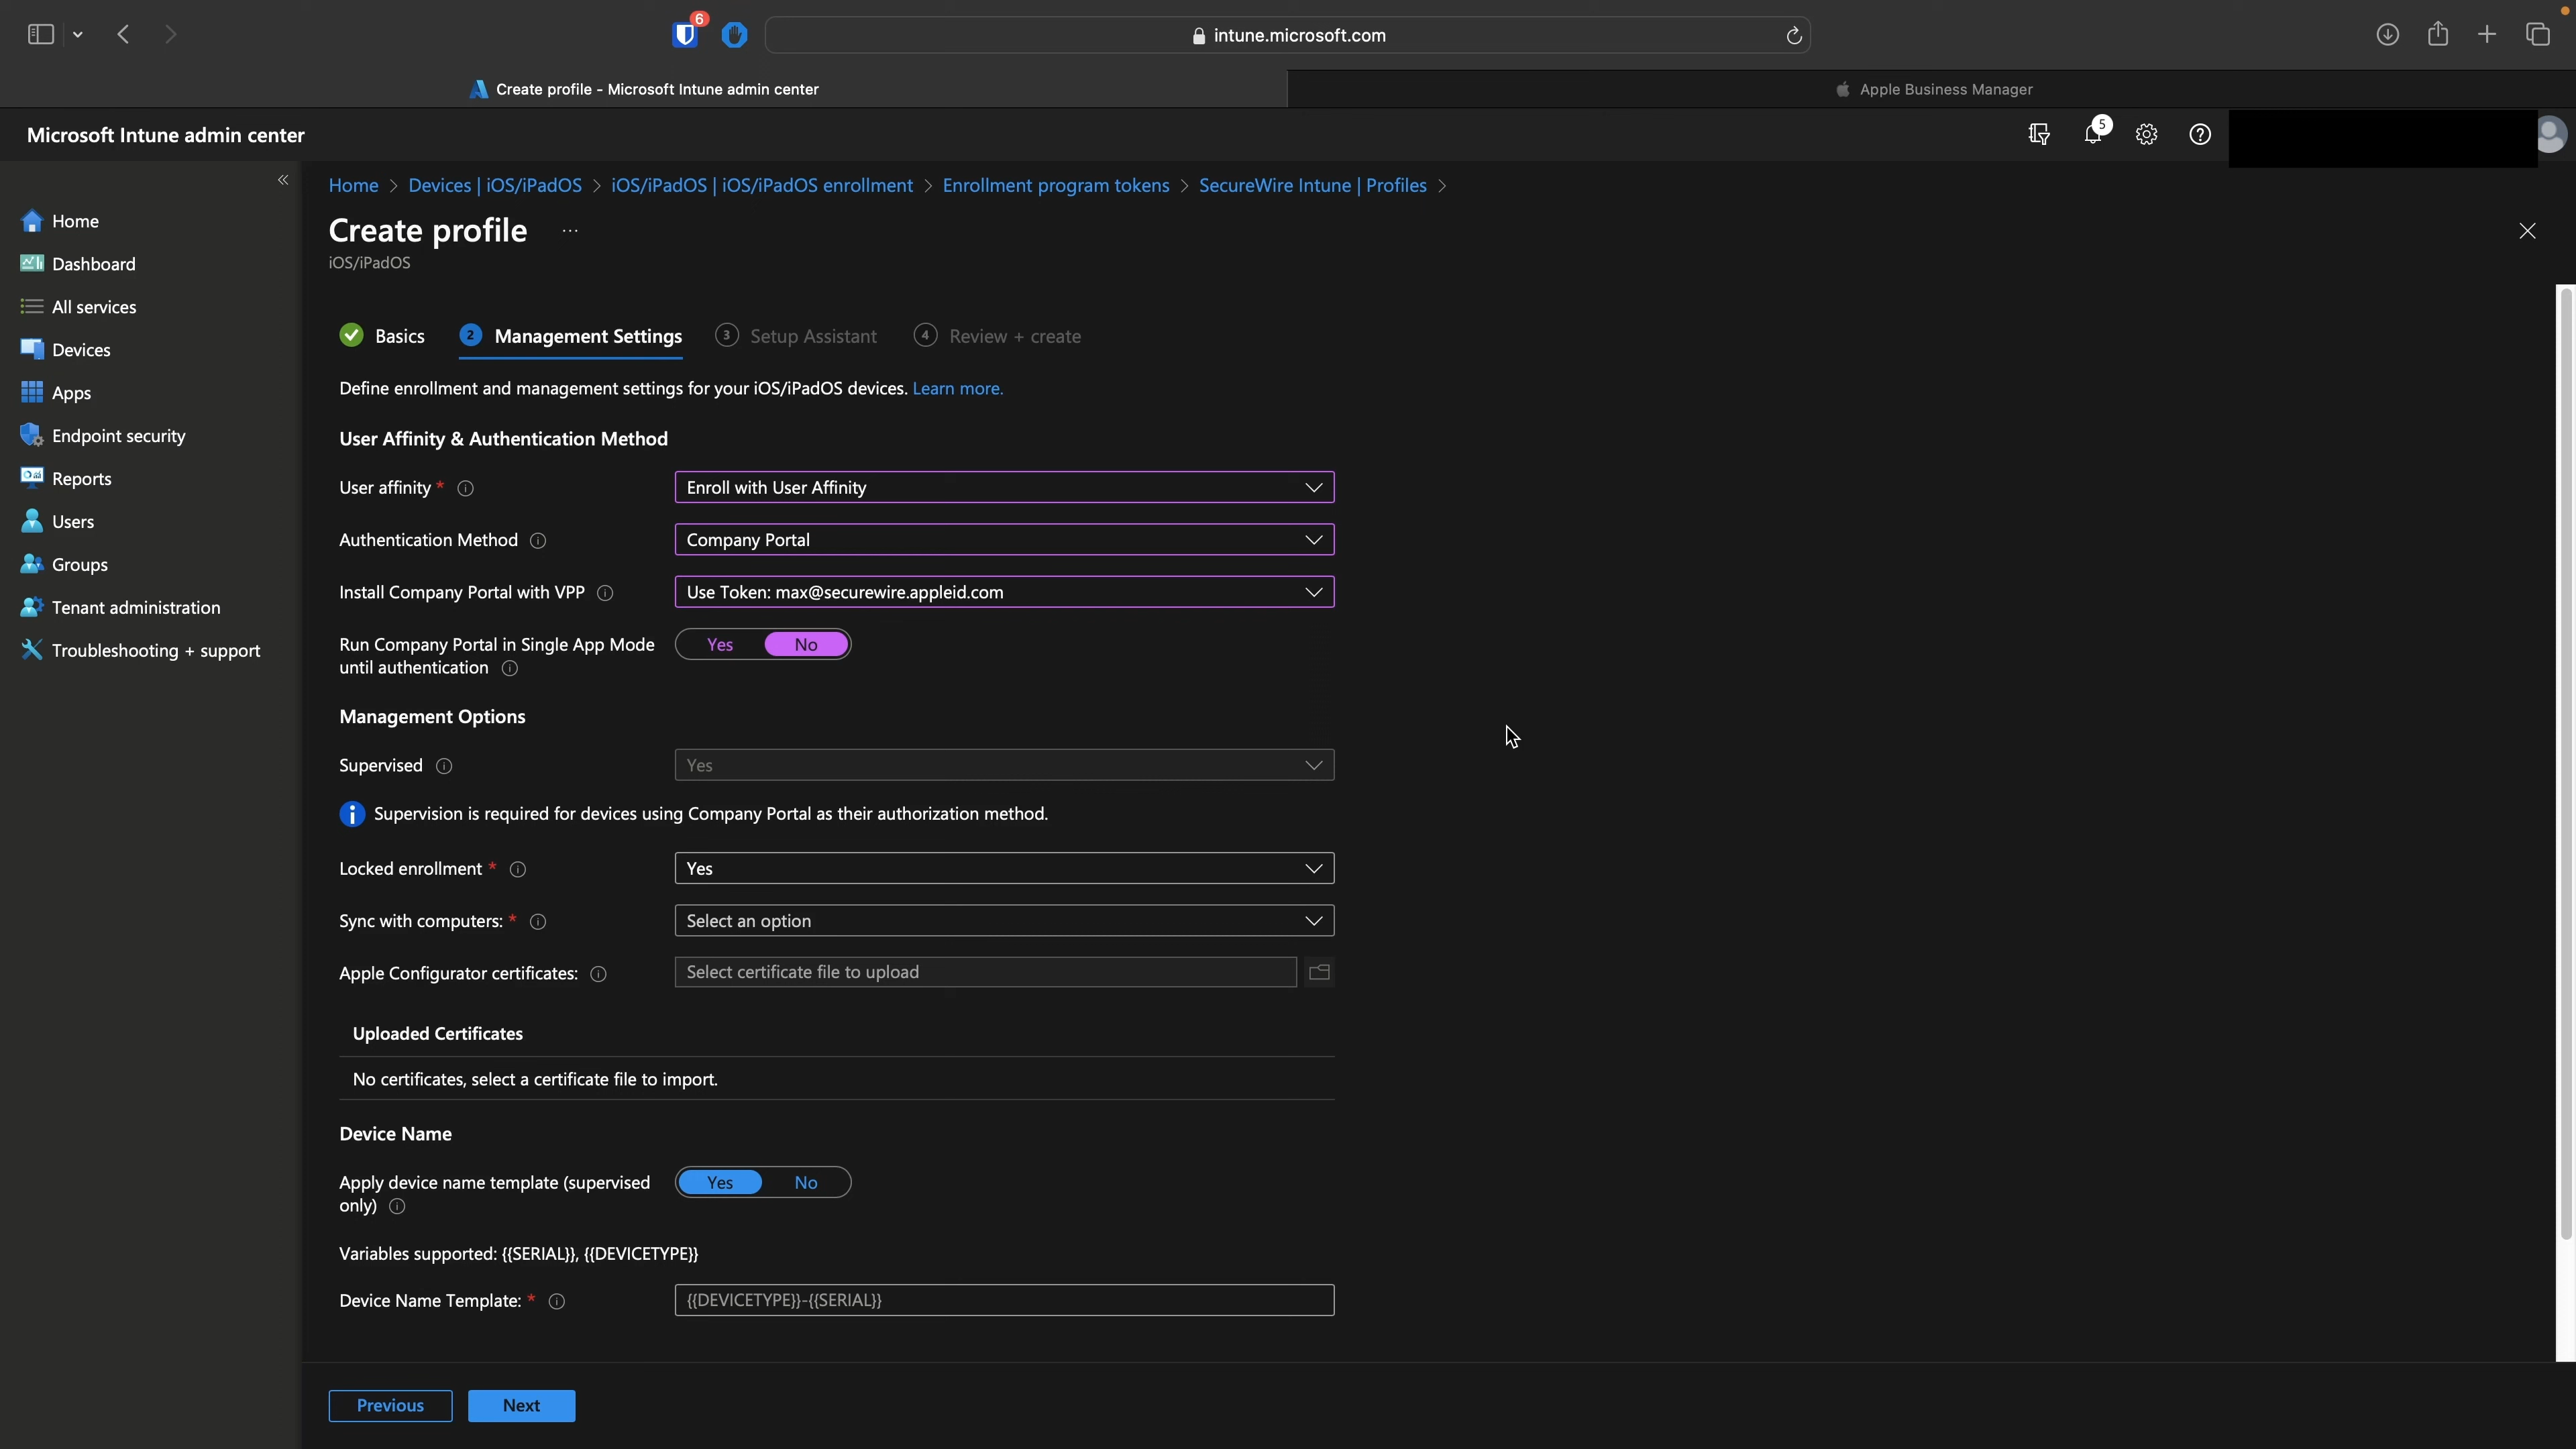 6
intune.microsoft.com
Create profile - Microsoft Intune admin center
Apple Business Manager
Microsoft Intune admin center
5
Home > Devices | iOS/iPadOS > iOS/iPadOS | iOS/iPadOS enrollment > Enrollment program tokens > SecureWire Intune | Profiles >
Create profile ...
iOS/iPadOS
Home
Dashboard
All services
Devices
Apps
Endpoint security
Reports
Users
Groups
Tenant administration
Troubleshooting + support
Basics 2 Management Settings 3 Setup Assistant 4 Review + create
Define enrollment and management settings for your iOS/iPadOS devices. Learn more.
User Affinity & Authentication Method
User affinity * Enroll with User Affinity
Authentication Method Company Portal
Install Company Portal with VPP Use Token: max@securewire.appleid.com
Run Company Portal in Single App Mode Yes No
until authentication
Management Options
Supervised Yes
Supervision is required for devices using Company Portal as their authorization method.
Locked enrollment * Yes
Sync with computers: * Select an option
Apple Configurator certificates: Select certificate file to upload
Uploaded Certificates
No certificates, select a certificate file to import.
Device Name
Apply device name template (supervised Yes No
only)
Variables supported: {{SERIAL}}, {{DEVICETYPE}}
Device Name Template: * {{DEVICETYPE}}-{{SERIAL}}
Previous Next